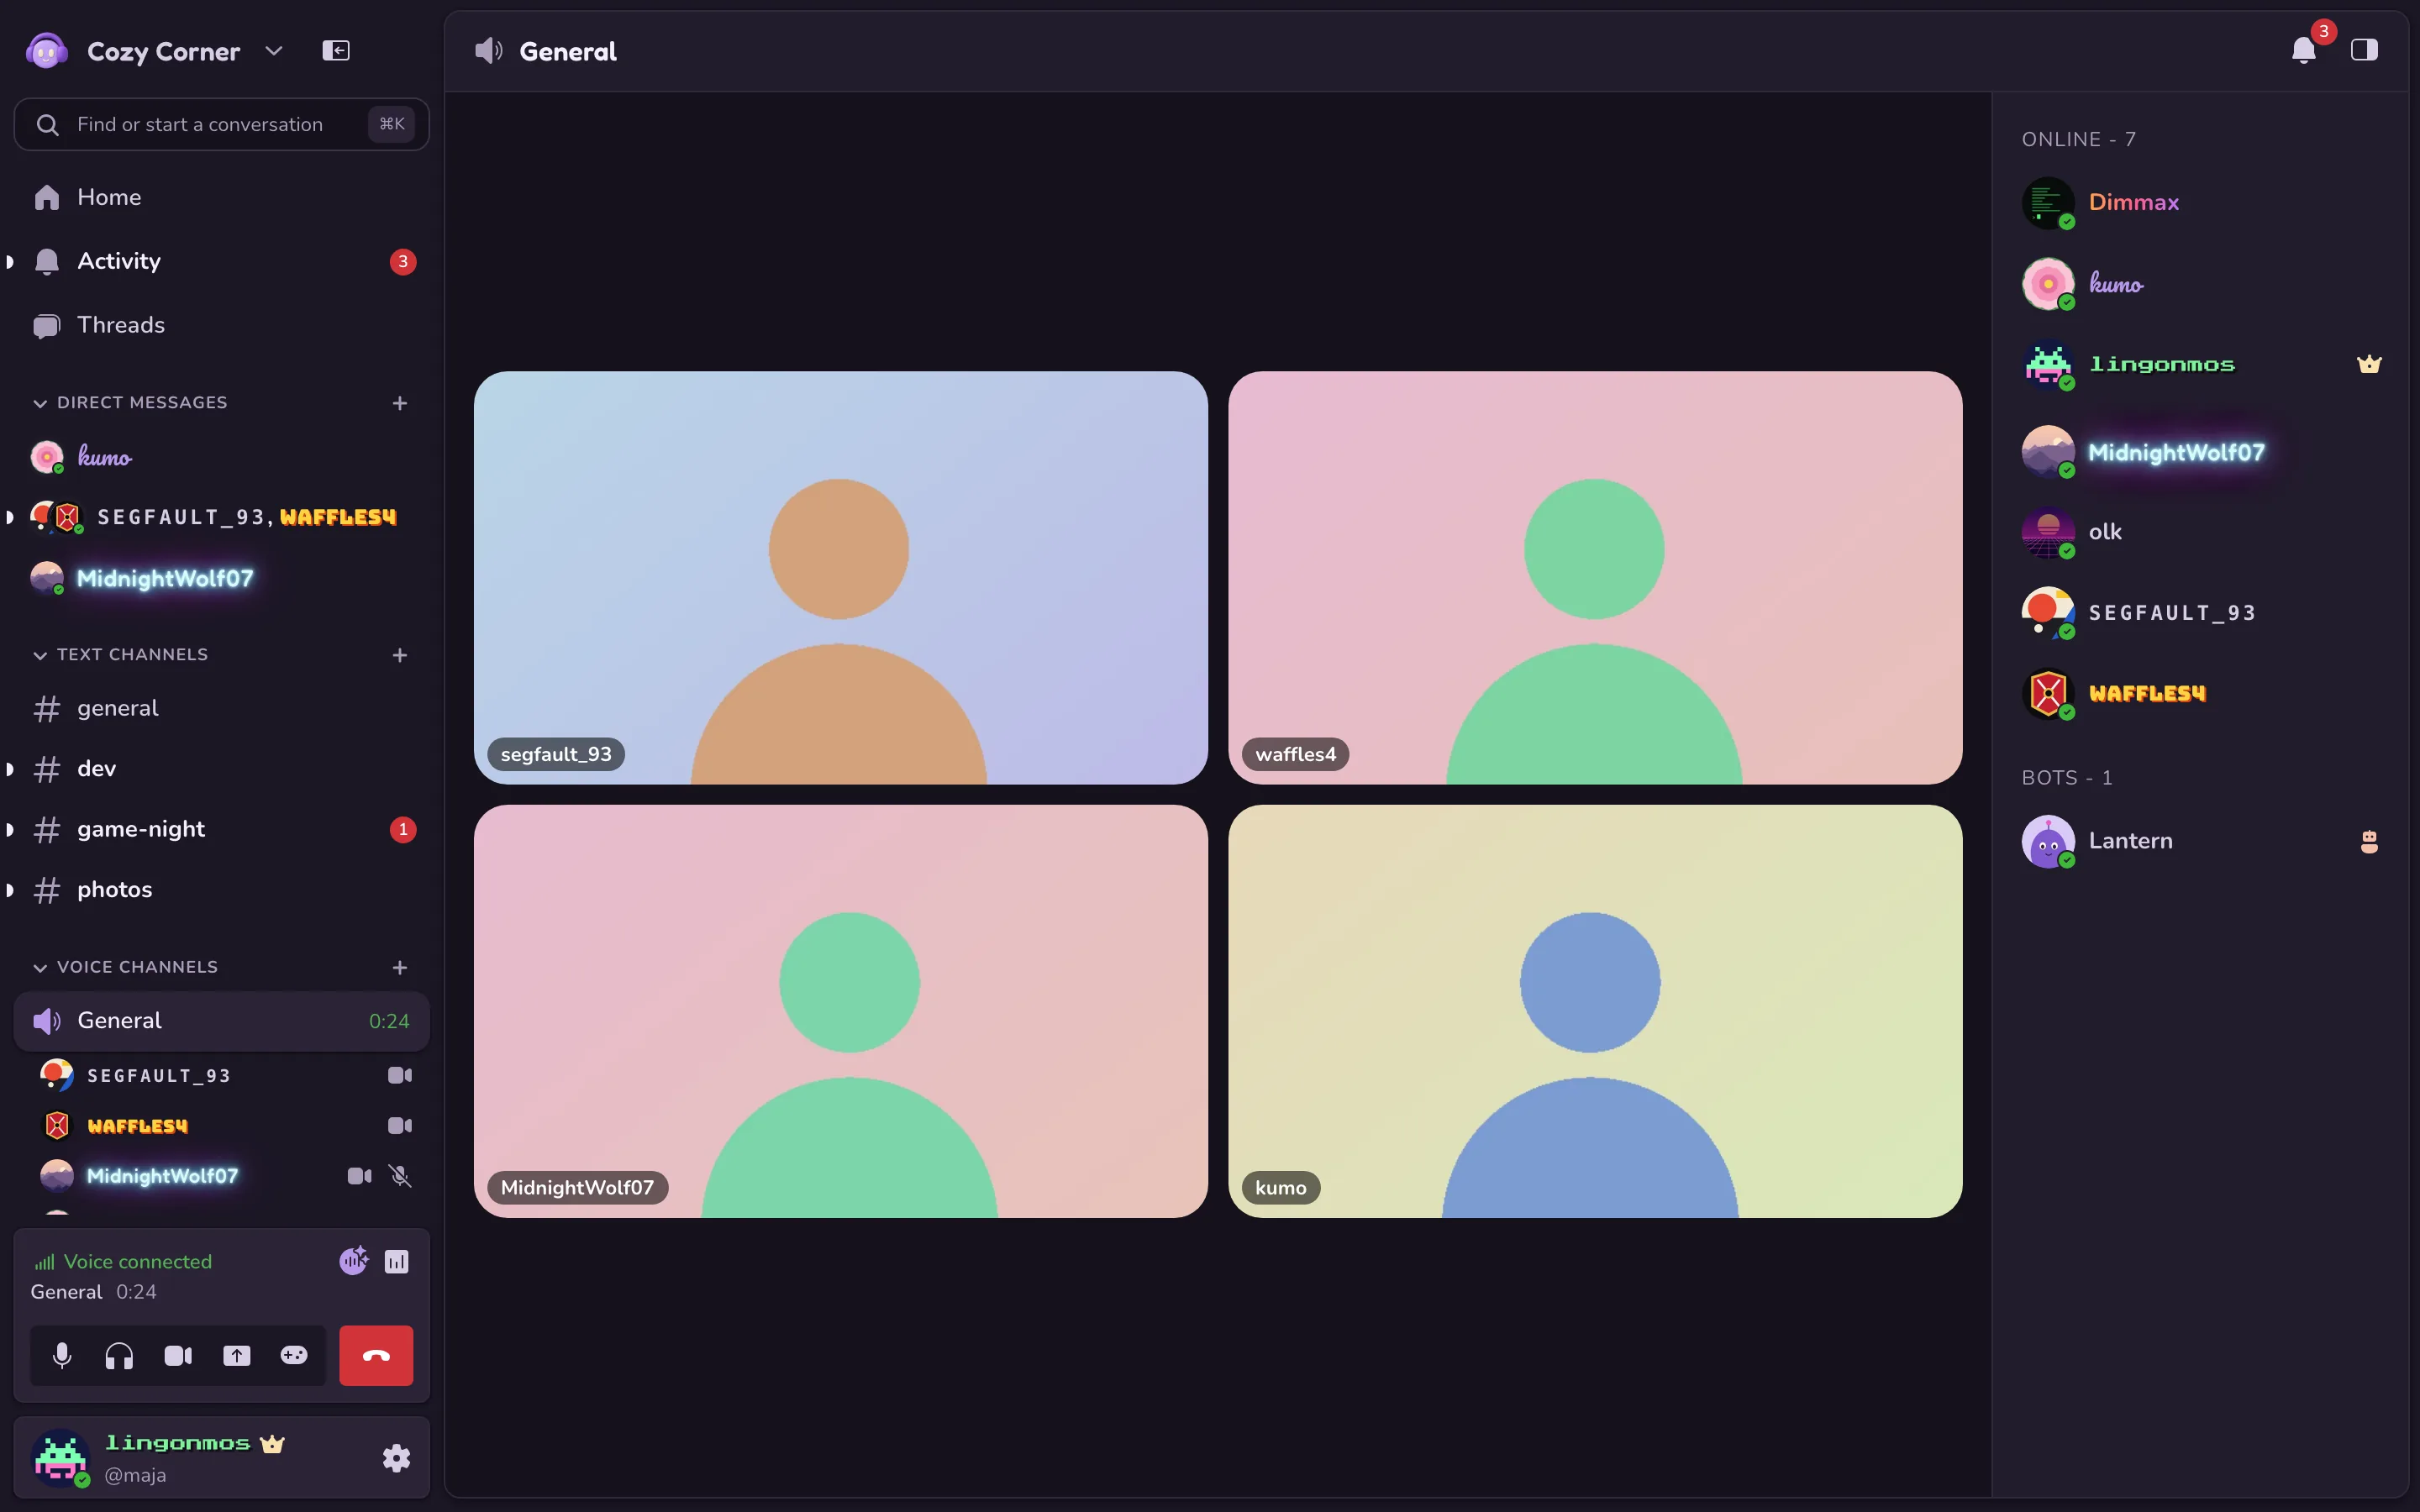 Cozy Corner
Find or start a conversation ⌘K
Home
Activity 3
Threads
DIRECT MESSAGES
kumo
SEGFAULT_93, WAFFLES4
MidnightWolf07
TEXT CHANNELS
general
dev
game-night 1
photos
VOICE CHANNELS
General 0:24
SEGFAULT_93
WAFFLES4
MidnightWolf07
Voice connected
General 0:24
lingonmos
@maja
General
3
segfault_93
waffles4
MidnightWolf07
kumo
ONLINE - 7
Dimmax
kumo
lingonmos
MidnightWolf07
olk
SEGFAULT_93
WAFFLES4
BOTS - 1
Lantern